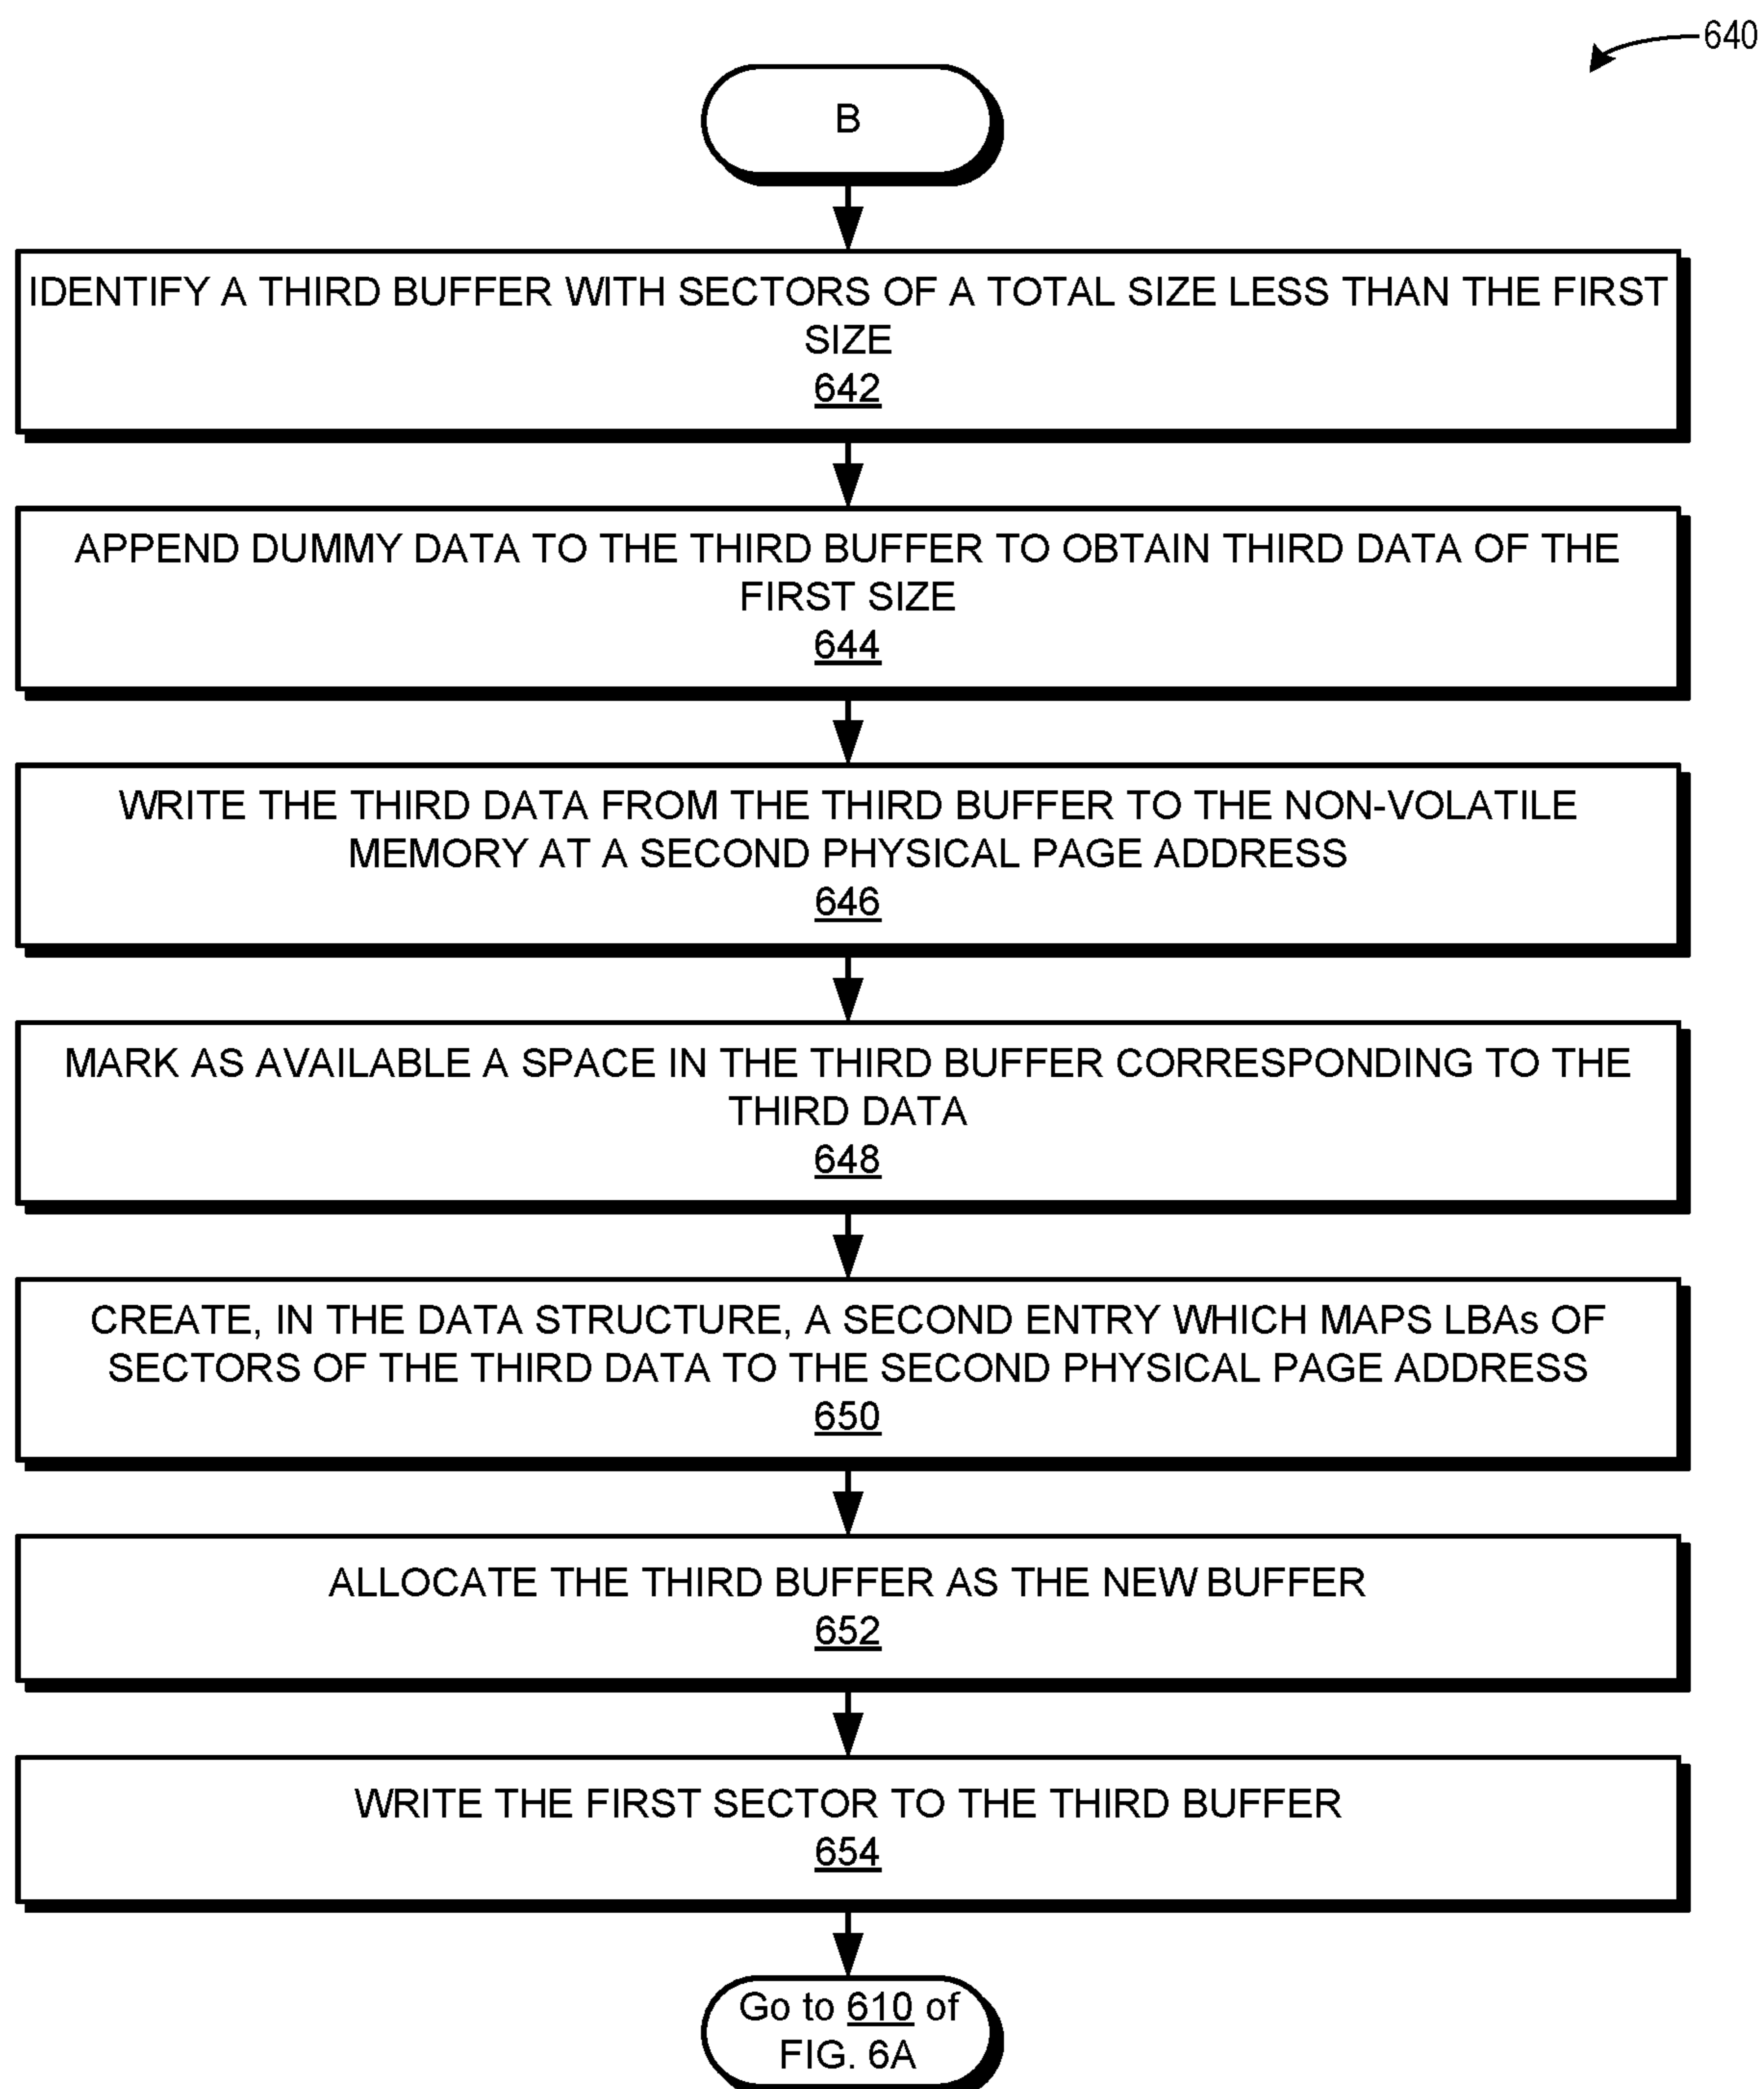 640
B
IDENTIFY A THIRD BUFFER WITH SECTORS OF A TOTAL SIZE LESS THAN THE FIRST
SIZE
642
APPEND DUMMY DATA TO THE THIRD BUFFER TO OBTAIN THIRD DATA OF THE
FIRST SIZE
644
WRITE THE THIRD DATA FROM THE THIRD BUFFER TO THE NON-VOLATILE
MEMORY AT A SECOND PHYSICAL PAGE ADDRESS
646
MARK AS AVAILABLE A SPACE IN THE THIRD BUFFER CORRESPONDING TO THE
THIRD DATA
648
CREATE, IN THE DATA STRUCTURE, A SECOND ENTRY WHICH MAPS LBAs OF
SECTORS OF THE THIRD DATA TO THE SECOND PHYSICAL PAGE ADDRESS
650
ALLOCATE THE THIRD BUFFER AS THE NEW BUFFER
652
WRITE THE FIRST SECTOR TO THE THIRD BUFFER
654
Go to 610 of
FIG. 6A